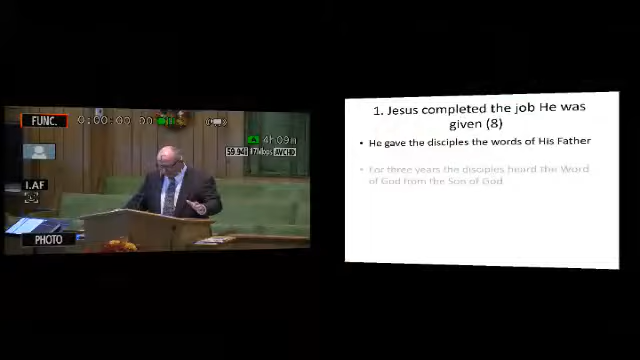 FUNC.
0:00:00
4h09m
AVCHD
I.AF
PHOTO
1. Jesus completed the job He was
given (8)
• He gave the disciples the words of His Father
• For three years the disciples heard the Word
of God from the Son of God